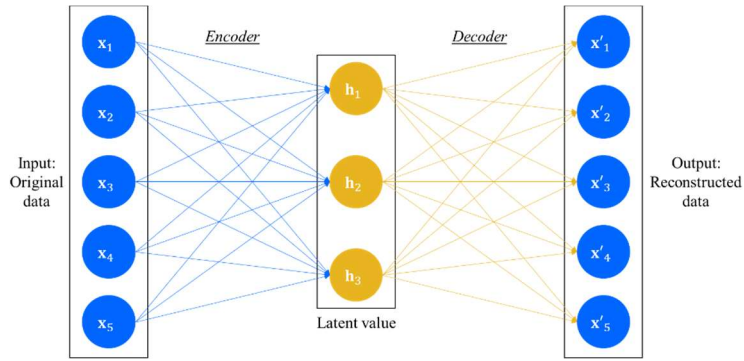 Encoder
Decoder
x₁
x₂
x₃
x₄
x₅
Input:
Original
data
h₁
h₂
h₃
Latent value
x′₁
x′₂
x′₃
x′₄
x′₅
Output:
Reconstructed
data